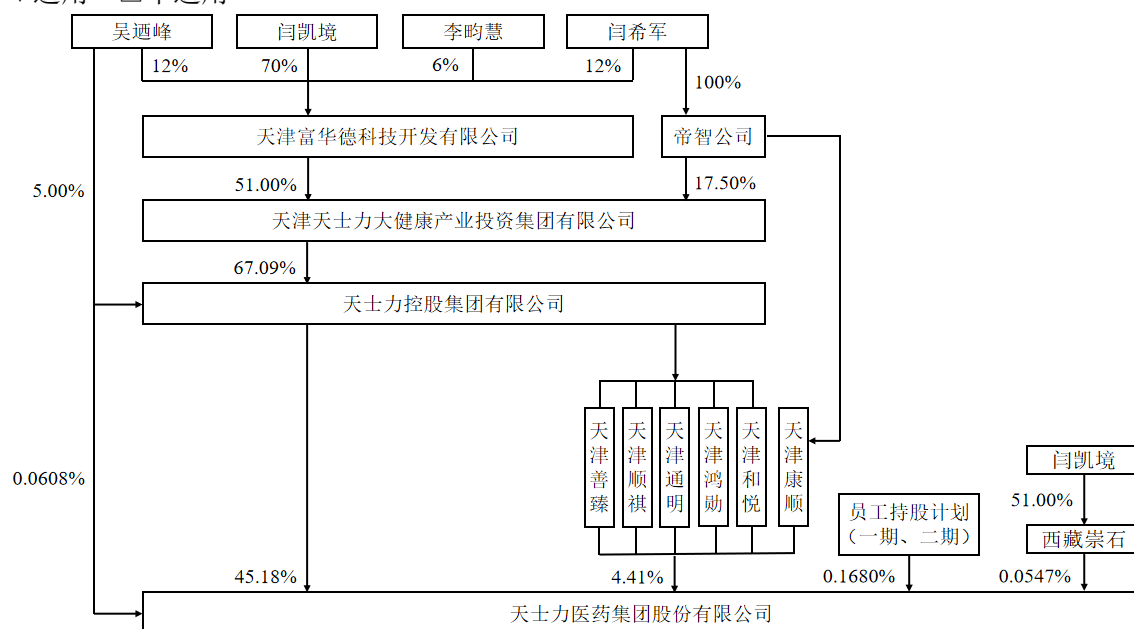 吴迺峰
闫凯境
李昀慧
闫希军
12%
70%
6%
12%
100%
天津富华德科技开发有限公司
帝智公司
5.00%
51.00%
17.50%
天津天士力大健康产业投资集团有限公司
67.09%
天士力控股集团有限公司
天津善臻
天津顺祺
天津通明
天津鸿勋
天津和悦
天津康顺
闫凯境
0.0608%
51.00%
员工持股计划
（一期、二期）
西藏崇石
45.18%
4.41%
0.1680%
0.0547%
天士力医药集团股份有限公司